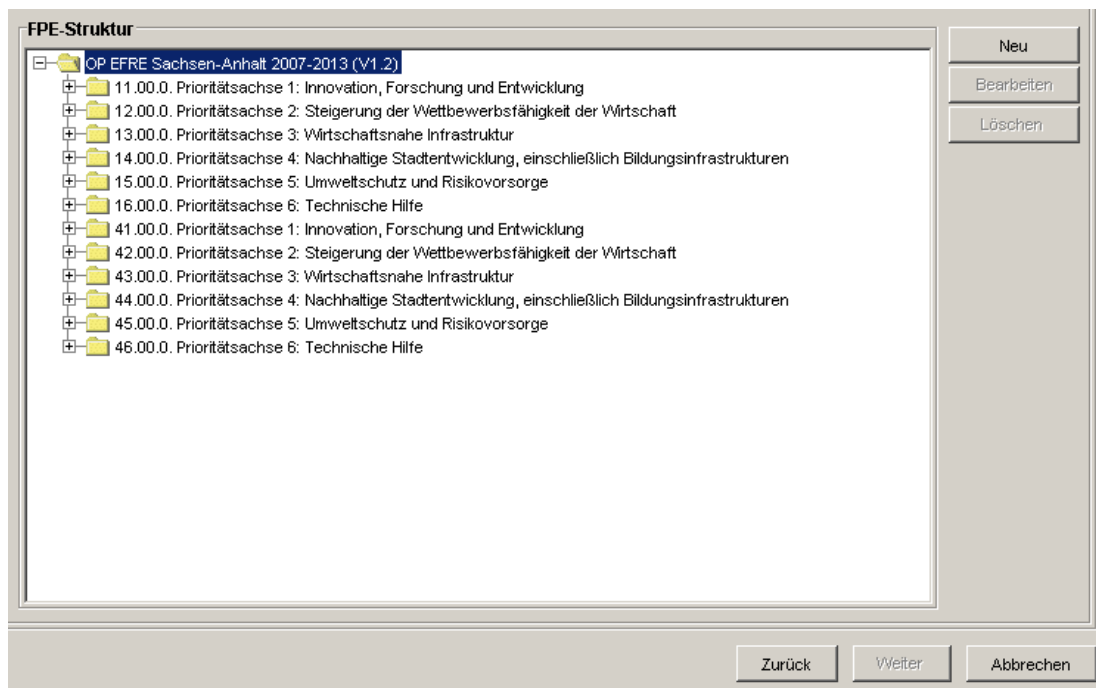 FPE-Struktur
OP EFRE Sachsen-Anhalt 2007-2013 (V1.2)
11.00.0. Prioritätsachse 1: Innovation, Forschung und Entwicklung
12.00.0. Prioritätsachse 2: Steigerung der Wettbewerbsfähigkeit der Wirtschaft
13.00.0. Prioritätsachse 3: Wirtschaftsnahe Infrastruktur
14.00.0. Prioritätsachse 4: Nachhaltige Stadtentwicklung, einschließlich Bildungsinfrastrukturen
15.00.0. Prioritätsachse 5: Umweltschutz und Risikovorsorge
16.00.0. Prioritätsachse 6: Technische Hilfe
41.00.0. Prioritätsachse 1: Innovation, Forschung und Entwicklung
42.00.0. Prioritätsachse 2: Steigerung der Wettbewerbsfähigkeit der Wirtschaft
43.00.0. Prioritätsachse 3: Wirtschaftsnahe Infrastruktur
44.00.0. Prioritätsachse 4: Nachhaltige Stadtentwicklung, einschließlich Bildungsinfrastrukturen
45.00.0. Prioritätsachse 5: Umweltschutz und Risikovorsorge
46.00.0. Prioritätsachse 6: Technische Hilfe
Neu
Bearbeiten
Löschen
Zurück
Weiter
Abbrechen